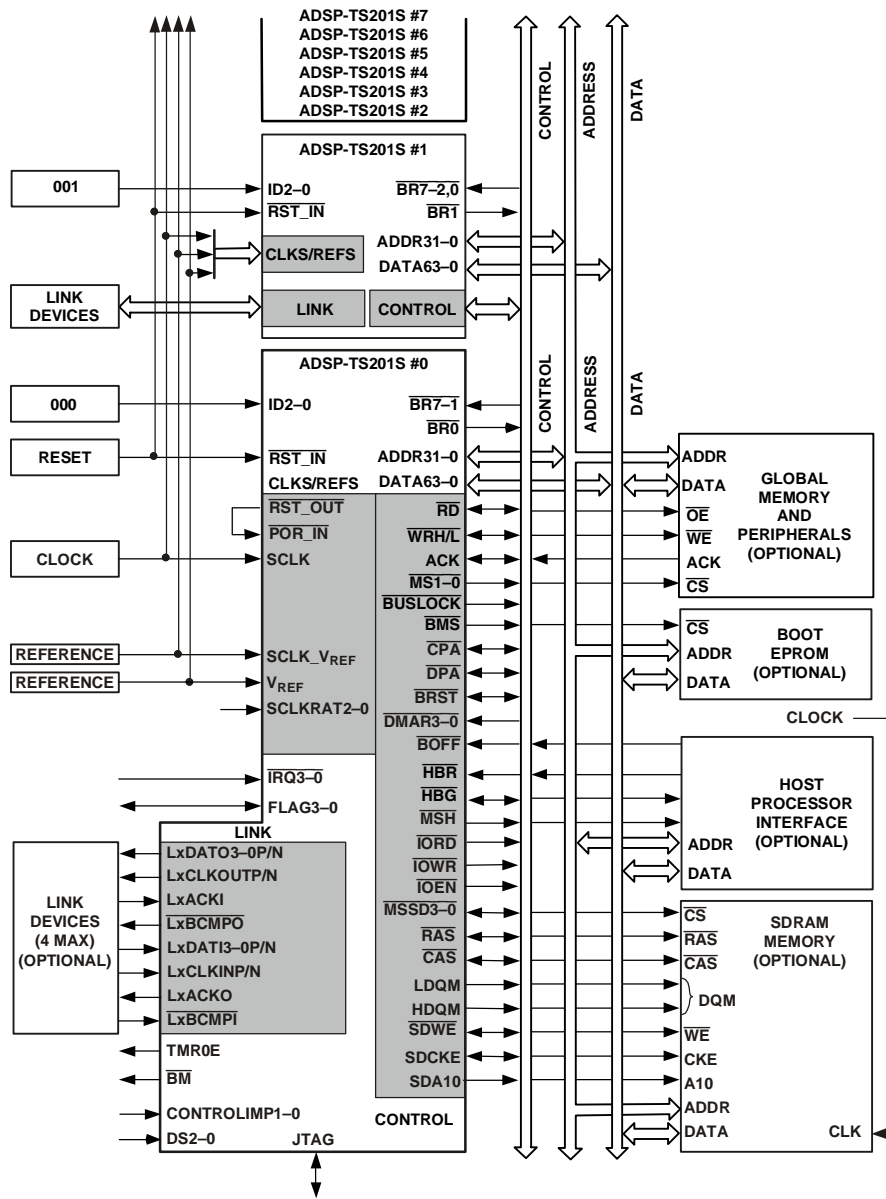 ADSP-TS201S #7
ADSP-TS201S #6
ADSP-TS201S #5
ADSP-TS201S #4
ADSP-TS201S #3
ADSP-TS201S #2
CONTROL
ADDRESS
DATA
ADSP-TS201S #1
001
ID2–0
BR7–2,0
RST_IN
BR1
ADDR31–0
CLKS/REFS
DATA63–0
LINK DEVICES
LINK
CONTROL
ADSP-TS201S #0
CONTROL
ADDRESS
DATA
000
ID2–0
BR7–1
BR0
RESET
RST_IN
ADDR31–0
CLKS/REFS
DATA63–0
RST_OUT
POR_IN
CLOCK
SCLK
REFERENCE
SCLK_VREF
REFERENCE
VREF
SCLKRAT2–0
RD
WRH/L
ACK
MS1–0
BUSLOCK
BMS
CPA
DPA
BRST
DMAR3–0
BOFF
HBR
HBG
MSH
IORD
IOWR
IOEN
MSSD3–0
RAS
CAS
LDQM
HDQM
SDWE
SDCKE
SDA10
CONTROL
IRQ3–0
FLAG3–0
LINK
LINK
DEVICES
(4 MAX)
(OPTIONAL)
LxDATO3–0P/N
LxCLKOUTP/N
LxACKI
LxBCMPO
LxDATI3–0P/N
LxCLKINP/N
LxACKO
LxBCMPI
TMR0E
BM
CONTROLIMP1–0
DS2–0
JTAG
ADDR
DATA
OE
WE
ACK
CS
GLOBAL
MEMORY
AND
PERIPHERALS
(OPTIONAL)
CS
ADDR
DATA
BOOT
EPROM
(OPTIONAL)
CLOCK
HOST
PROCESSOR
INTERFACE
(OPTIONAL)
ADDR
DATA
SDRAM
MEMORY
(OPTIONAL)
CS
RAS
CAS
DQM
WE
CKE
A10
ADDR
DATA
CLK